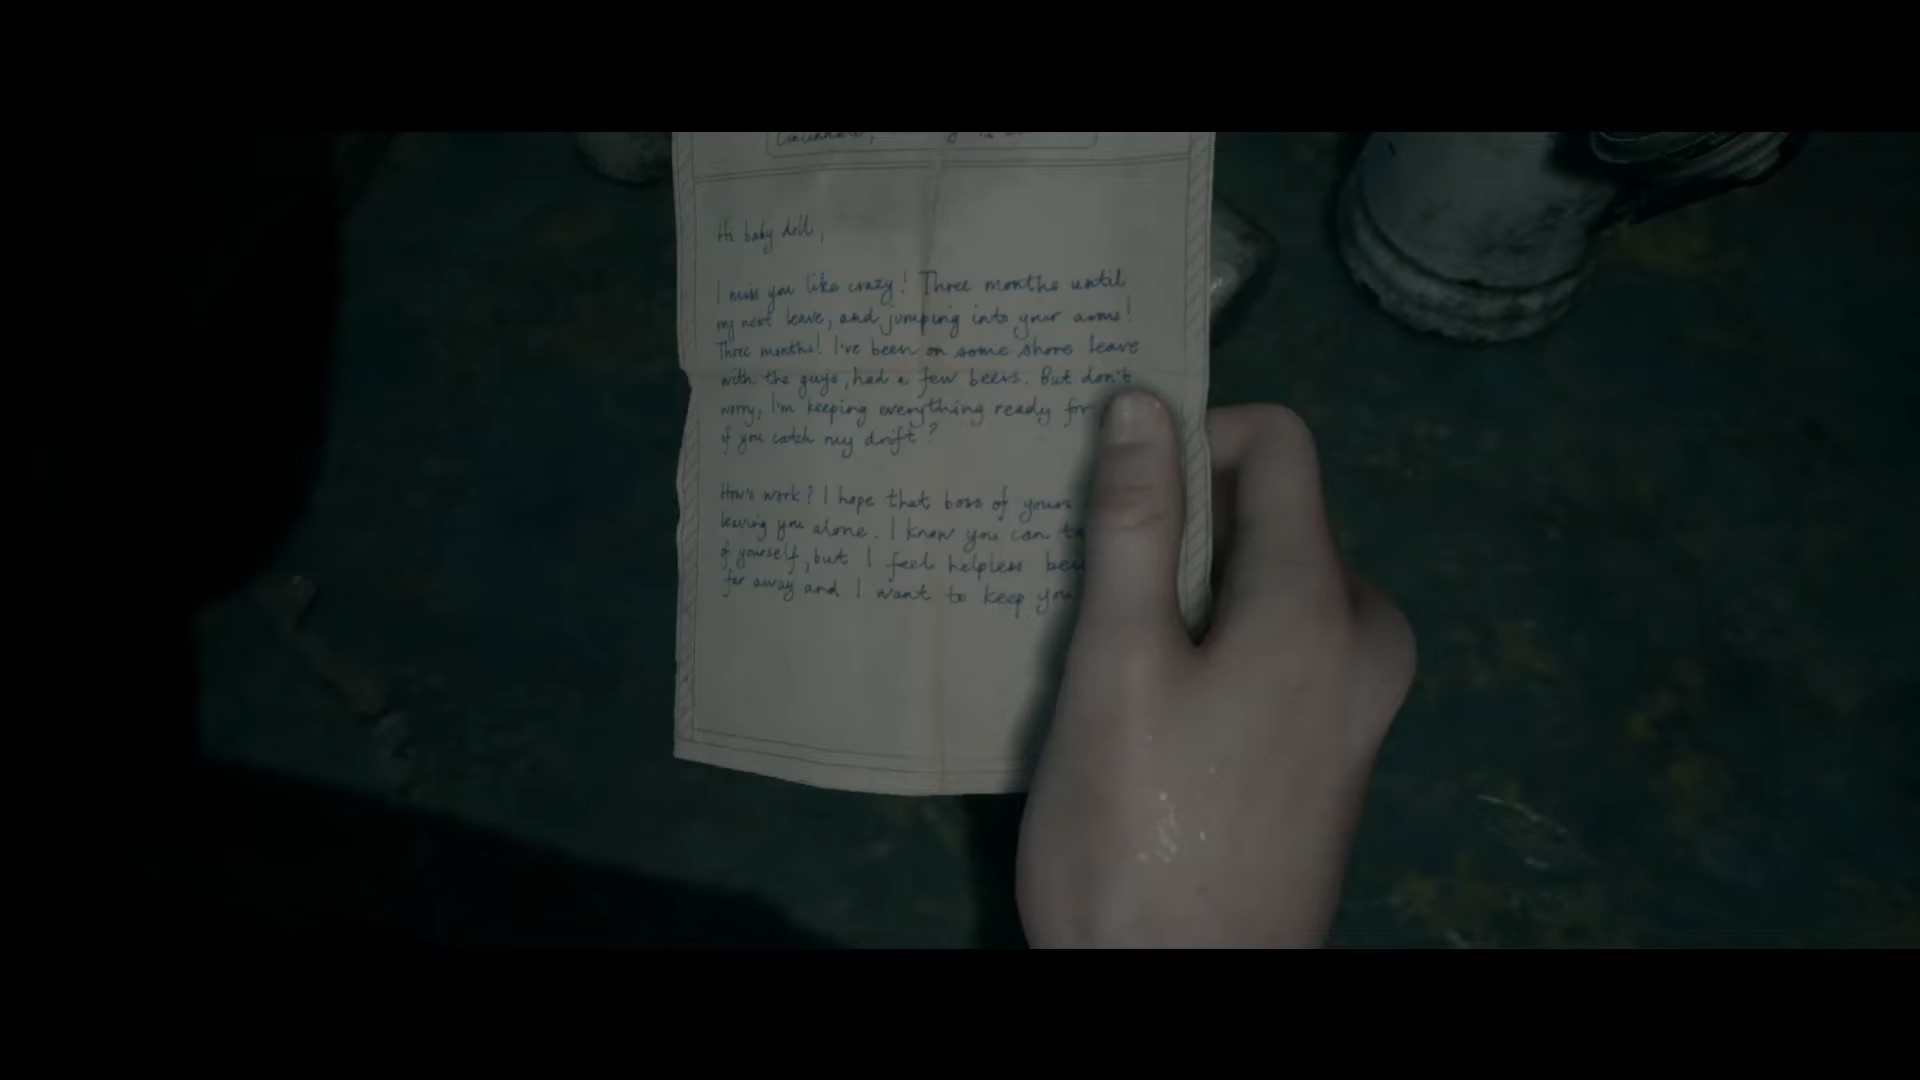 Hi baby doll,
I miss you like crazy! Three months until
my next leave, and jumping into your arms!
Three months! I've been on some shore leave
with the guys, had a few beers. But don't
worry, I'm keeping everything ready for
if you catch my drift?
How's work? I hope that boss of yours
leaving you alone. I know you can
of yourself, but I feel helpless
far away and I want to keep you